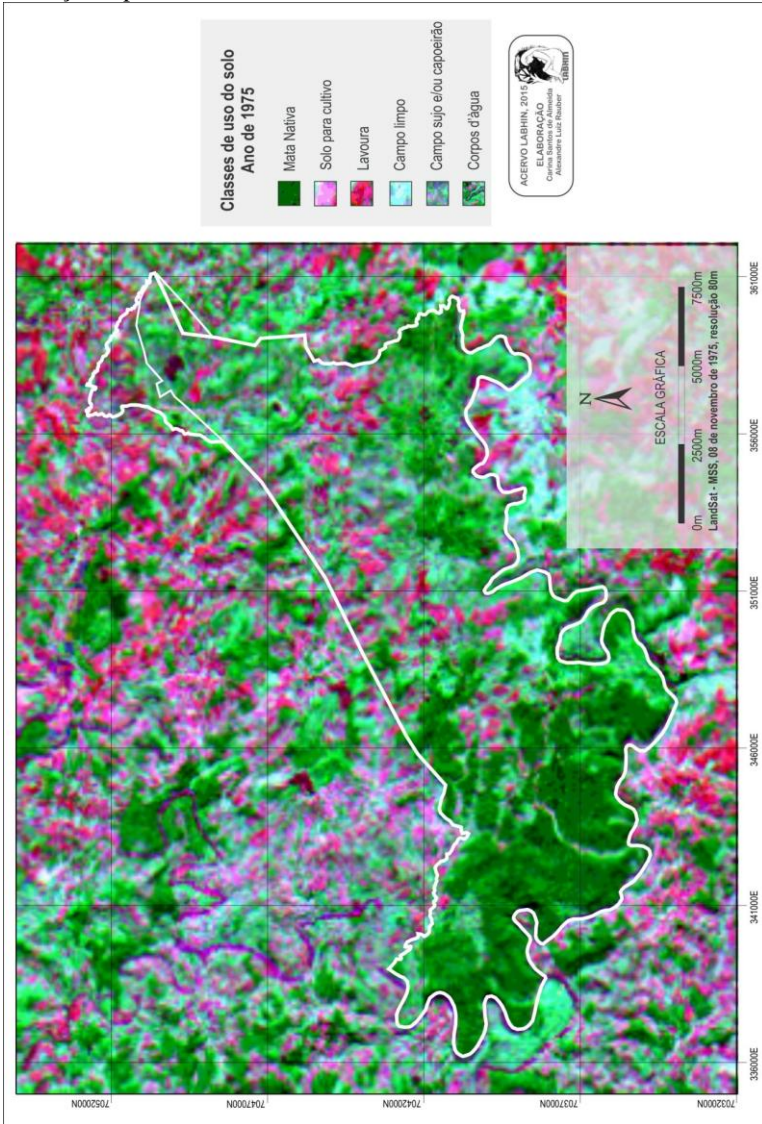 Classes de uso do solo
Ano de 1975
Mata Nativa
Solo para cultivo
Lavoura
Campo limpo
Campo sujo e/ou capoeirão
Corpos d'àgua
ACERVO LABHIN, 2015
ELABORAÇÃO
Carina Santos de Almeida
Alexandre Luiz Rauber
LABHIN
7052000N
7047000N
7042000N
7037000N
7032000N
336000E
341000E
346000E
351000E
356000E
361000E
N
ESCALA GRÁFICA
0m
2500m
5000m
7500m
LandSat - MSS, 08 de novembro de 1975, resolução 80m